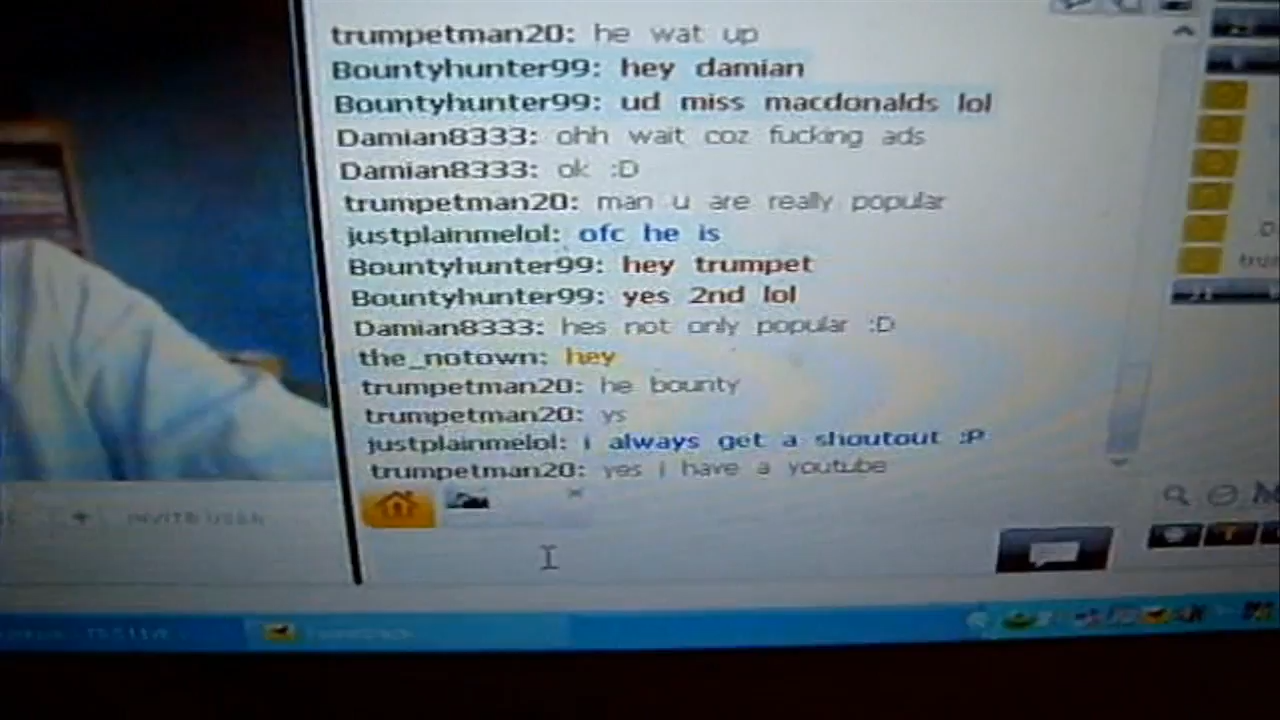 trumpetman20: he wat up
Bountyhunter99: hey damian
Bountyhunter99: ud miss macdonalds lol
Damian8333: ohh wait coz fucking ads
Damian8333: ok :D
trumpetman20: man u are really popular
justplainmelol: ofc he is
Bountyhunter99: hey trumpet
Bountyhunter99: yes 2nd lol
Damian8333: hes not only popular :D
the_notown: hey
trumpetman20: he bounty
trumpetman20: ys
justplainmelol: i always get a shoutout :P
trumpetman20: yes i have a youtube
INVITE USER